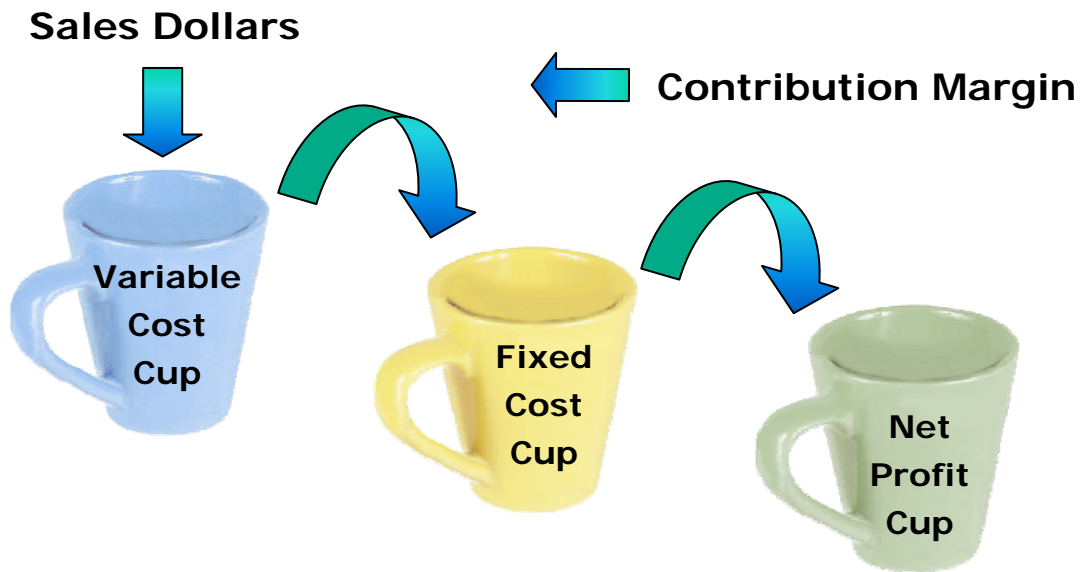 Sales Dollars
Contribution Margin
Variable
Cost
Cup
Fixed
Cost
Cup
Net
Profit
Cup